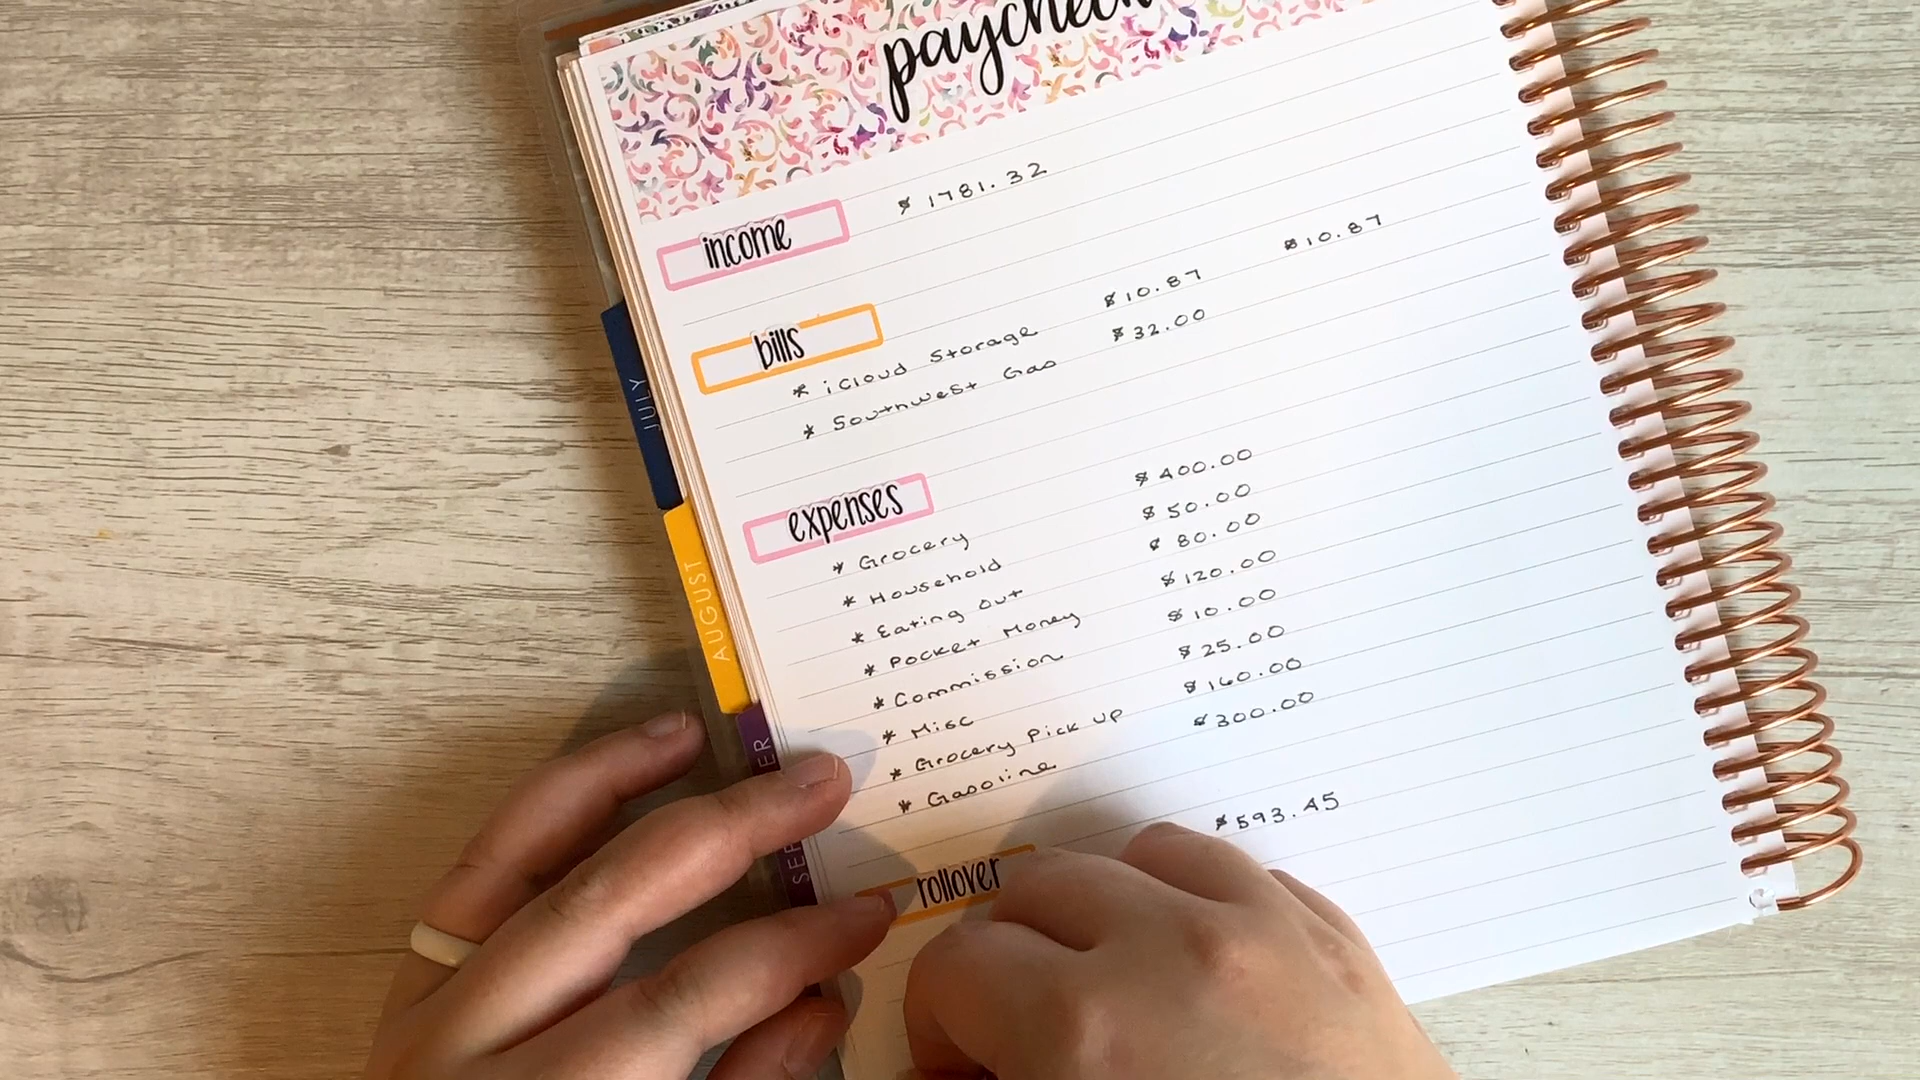 paycheck
income $1781.32
bills
* iCloud Storage $10.87 $10.87
* Southwest Gas $32.00
expenses
* Grocery $400.00
* Household $50.00
* Eating Out $80.00
* Pocket Money $120.00
* Commission $10.00
* Misc $25.00
* Grocery Pick UP $160.00
* Gasoline $300.00
rollover $593.45
JULY
AUGUST